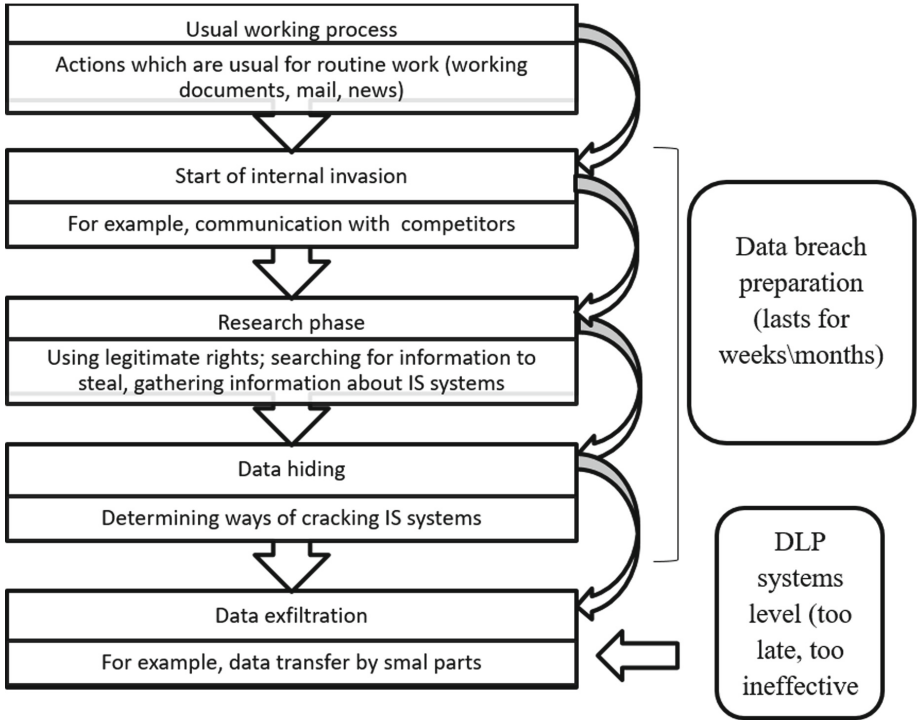 Usual working process
Actions which are usual for routine work (working
documents, mail, news)
Start of internal invasion
For example, communication with competitors
Research phase
Using legitimate rights; searching for information to
steal, gathering information about IS systems
Data hiding
Determining ways of cracking IS systems
Data exfiltration
For example, data transfer by smal parts
Data breach
preparation
(lasts for
weeks\months)
DLP
systems
level (too
late, too
ineffective